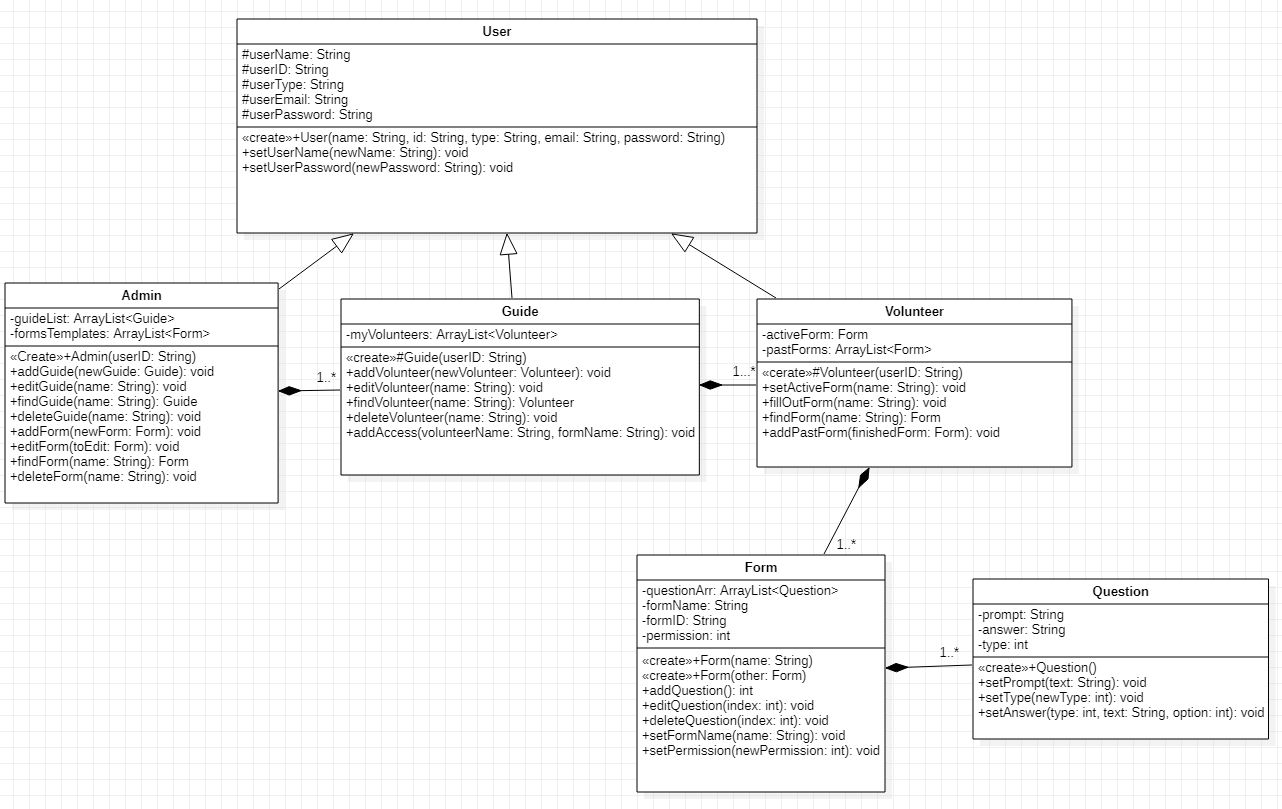 User
#userName: String
#userID: String
#userType: String
#userEmail: String
#userPassword: String
«create»+User(name: String, id: String, type: String, email: String, password: String)
+setUserName(newName: String): void
+setUserPassword(newPassword: String): void
Admin
-guideList: ArrayList<Guide>
-formsTemplates: ArrayList<Form>
«Create»+Admin(userID: String)
+addGuide(newGuide: Guide): void
+editGuide(name: String): void
+findGuide(name: String): Guide
+deleteGuide(name: String): void
+addForm(newForm: Form): void
+editForm(toEdit: Form): void
+findForm(name: String): Form
+deleteForm(name: String): void
1..*
Guide
-myVolunteers: ArrayList<Volunteer>
«create»#Guide(userID: String)
+addVolunteer(newVolunteer: Volunteer): void
+editVolunteer(name: String): void
+findVolunteer(name: String): Volunteer
+deleteVolunteer(name: String): void
+addAccess(volunteerName: String, formName: String): void
1...*
Volunteer
-activeForm: Form
-pastForms: ArrayList<Form>
«cerate»#Volunteer(userID: String)
+setActiveForm(name: String): void
+fillOutForm(name: String): void
+findForm(name: String): Form
+addPastForm(finishedForm: Form): void
1..*
Form
-questionArr: ArrayList<Question>
-formName: String
-formID: String
-permission: int
«create»+Form(name: String)
«create»+Form(other: Form)
+addQuestion(): int
+editQuestion(index: int): void
+deleteQuestion(index: int): void
+setFormName(name: String): void
+setPermission(newPermission: int): void
1..*
Question
-prompt: String
-answer: String
-type: int
«create»+Question()
+setPrompt(text: String): void
+setType(newType: int): void
+setAnswer(type: int, text: String, option: int): void